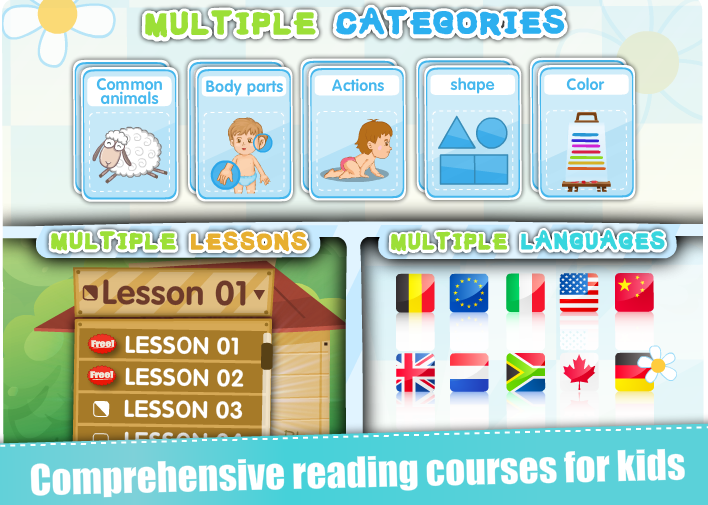 MULTIPLE CATEGORIES
Common
animals
Body parts
Actions
shape
Color
MULTIPLE LESSONS
Lesson 01
Free! LESSON 01
Free! LESSON 02
LESSON 03
MULTIPLE LANGUAGES
Comprehensive reading courses for kids